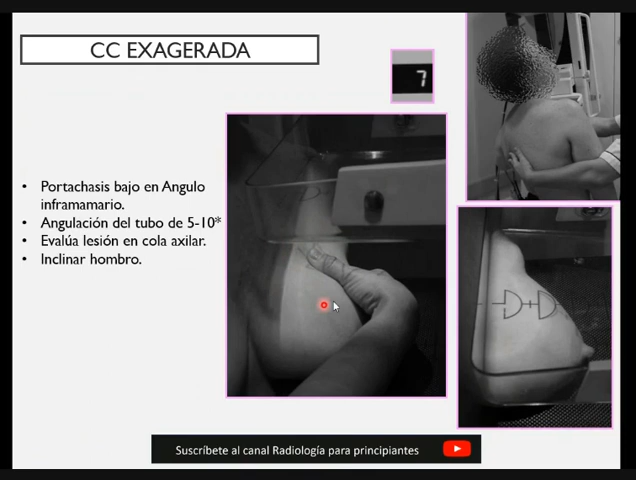 CC EXAGERADA
7
• Portachasis bajo en Angulo
inframamario.
• Angulación del tubo de 5-10*
• Evalúa lesión en cola axilar.
• Inclinar hombro.
Suscríbete al canal Radiología para principiantes